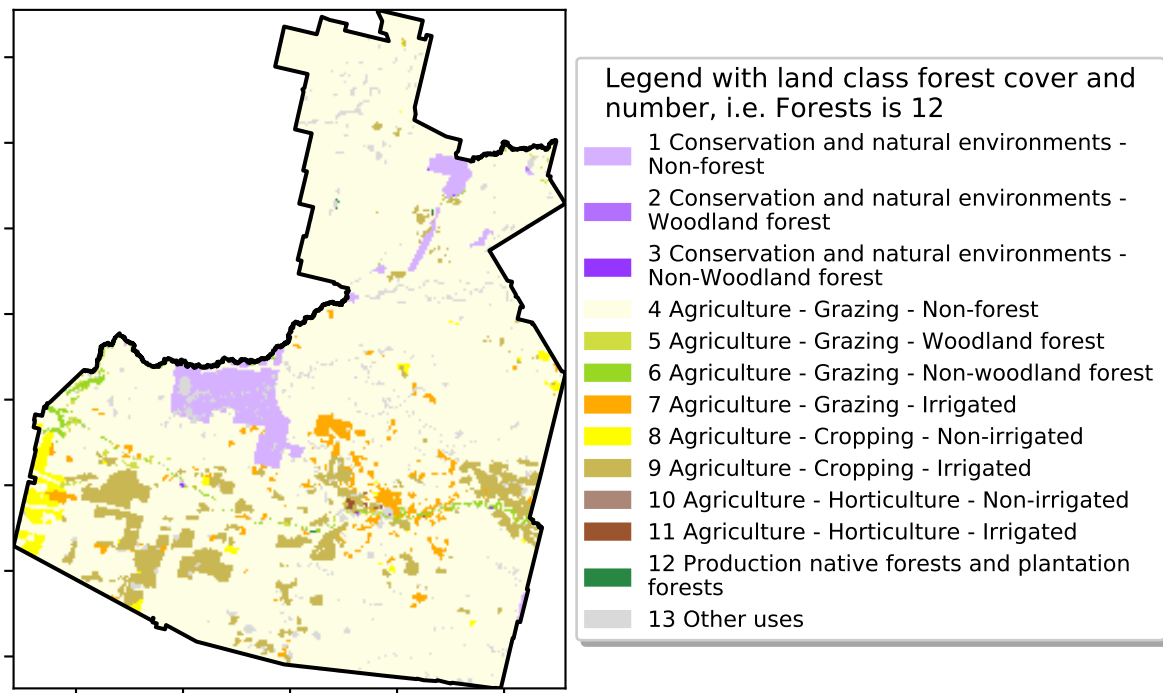 Legend with land class forest cover and
number, i.e. Forests is 12
1 Conservation and natural environments -
Non-forest
2 Conservation and natural environments -
Woodland forest
3 Conservation and natural environments -
Non-Woodland forest
4 Agriculture - Grazing - Non-forest
5 Agriculture - Grazing - Woodland forest
6 Agriculture - Grazing - Non-woodland forest
7 Agriculture - Grazing - Irrigated
8 Agriculture - Cropping - Non-irrigated
9 Agriculture - Cropping - Irrigated
10 Agriculture - Horticulture - Non-irrigated
11 Agriculture - Horticulture - Irrigated
12 Production native forests and plantation
forests
13 Other uses